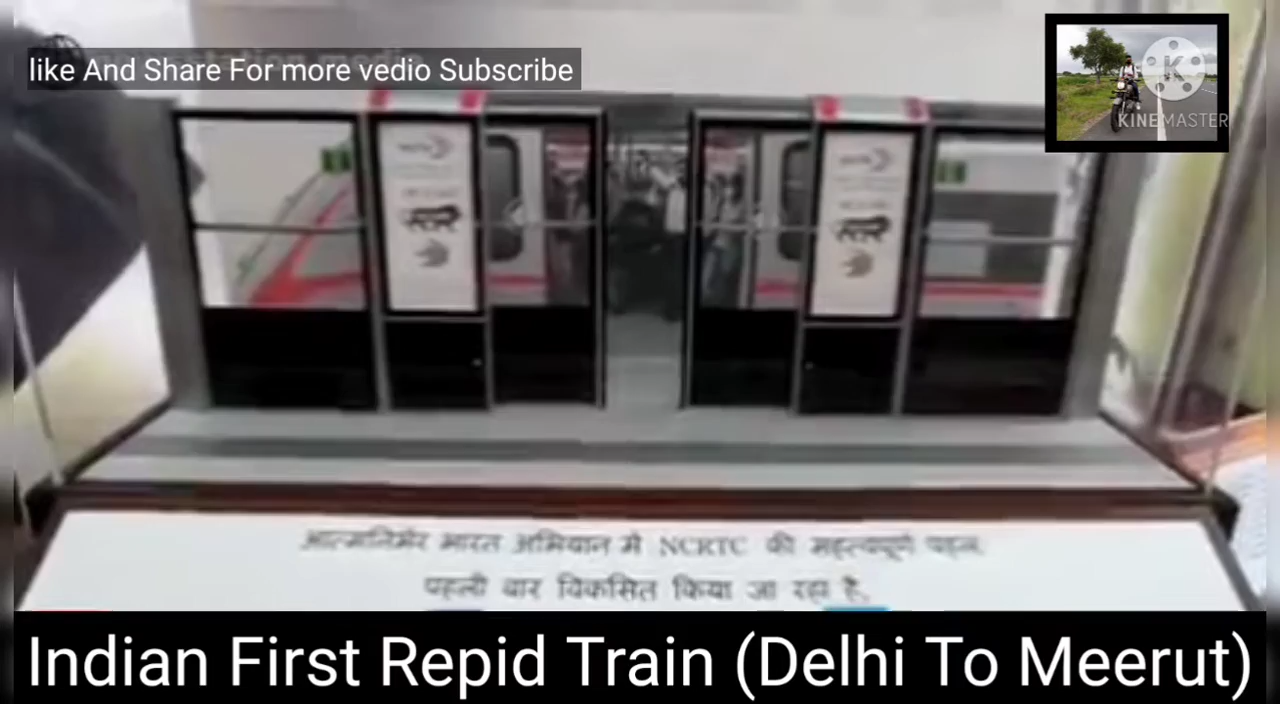 like And Share For more vedio Subscribe
KINEMASTER
आत्मनिर्भर भारत अभियान में NCRTC की महत्वपूर्ण पहल
पहली बार विकसित किया जा रहा है.
Indian First Repid Train (Delhi To Meerut)